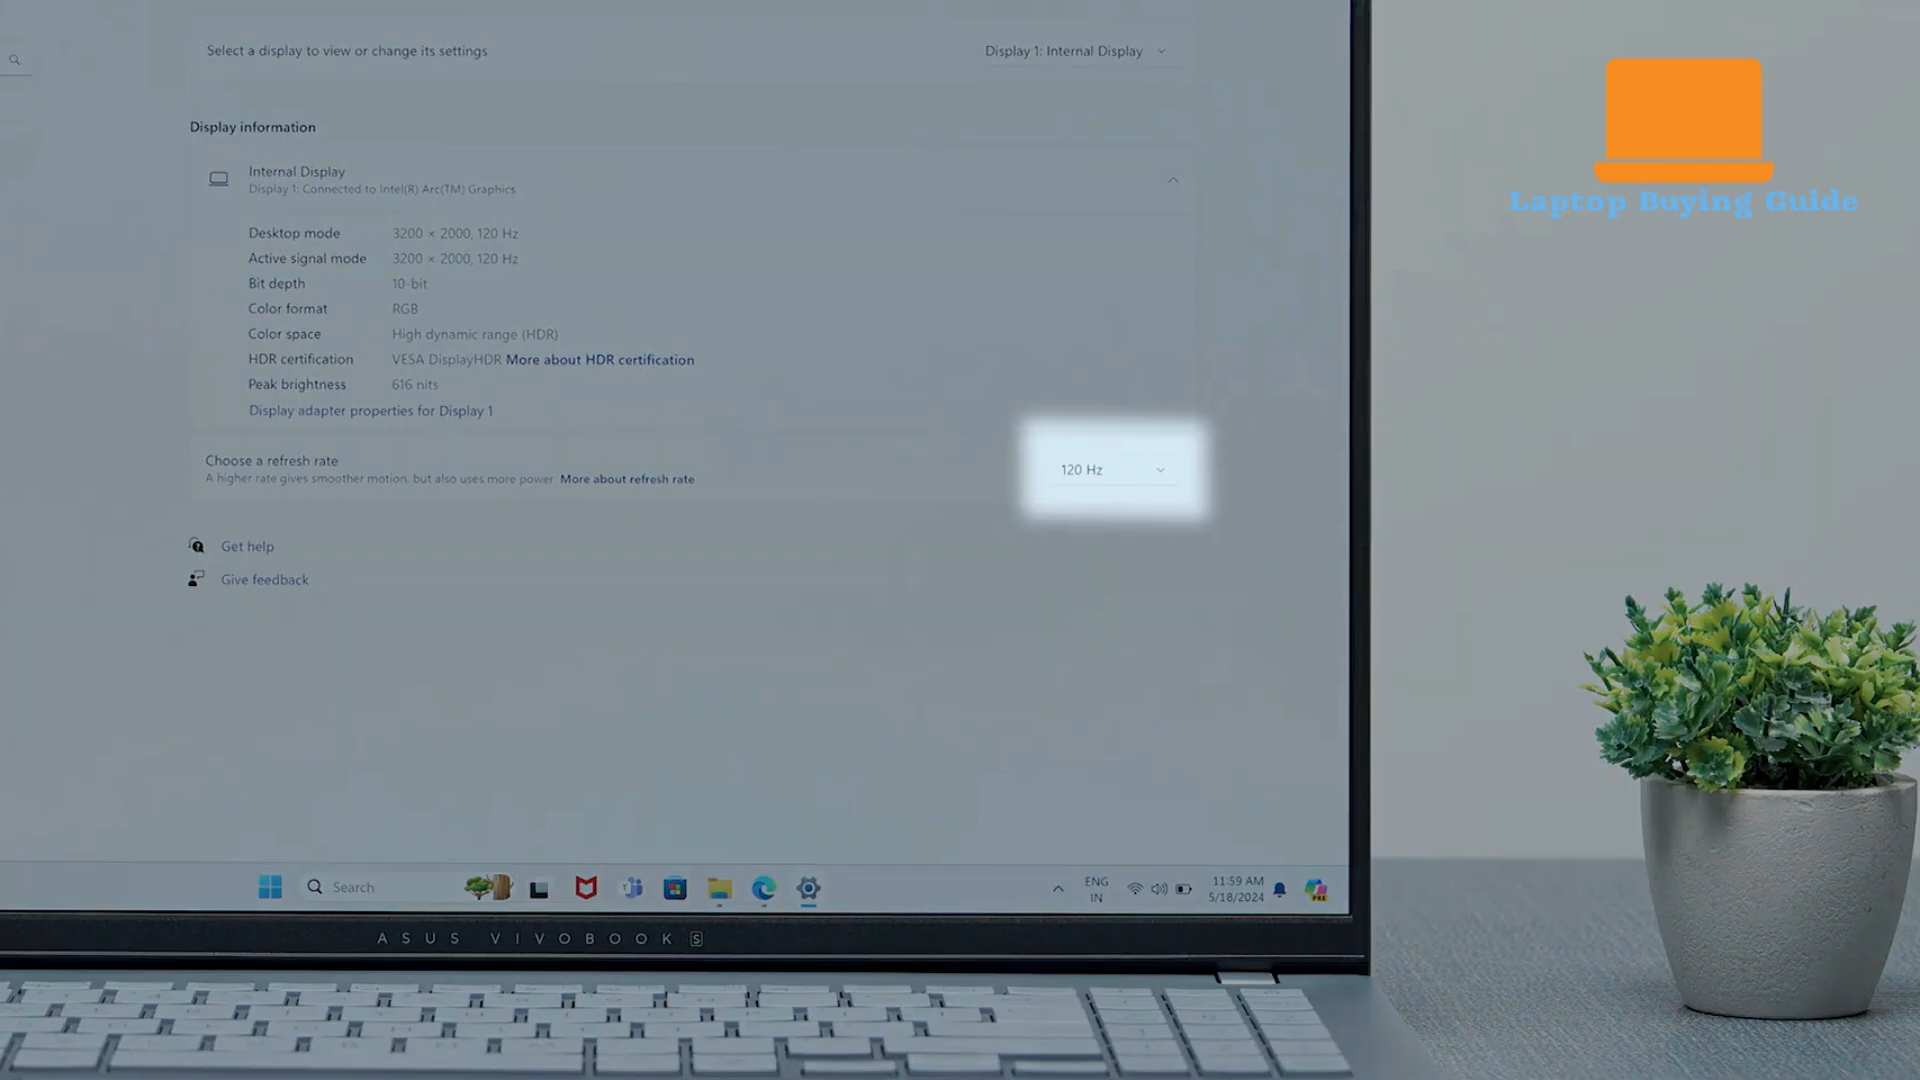 Select a display to view or change its settings
Display 1: Internal Display
Laptop Buying Guide
Display information
Internal Display
Display 1: Connected to Intel(R) Arc(TM) Graphics
Desktop mode 3200 × 2000, 120 Hz
Active signal mode 3200 × 2000, 120 Hz
Bit depth 10-bit
Color format RGB
Color space High dynamic range (HDR)
HDR certification VESA DisplayHDR More about HDR certification
Peak brightness 616 nits
Display adapter properties for Display 1
Choose a refresh rate
A higher rate gives smoother motion, but also uses more power More about refresh rate
120 Hz
Get help
Give feedback
Search
ENG
IN
11:59 AM
5/18/2024
PRE
ASUS VIVOBOOK S